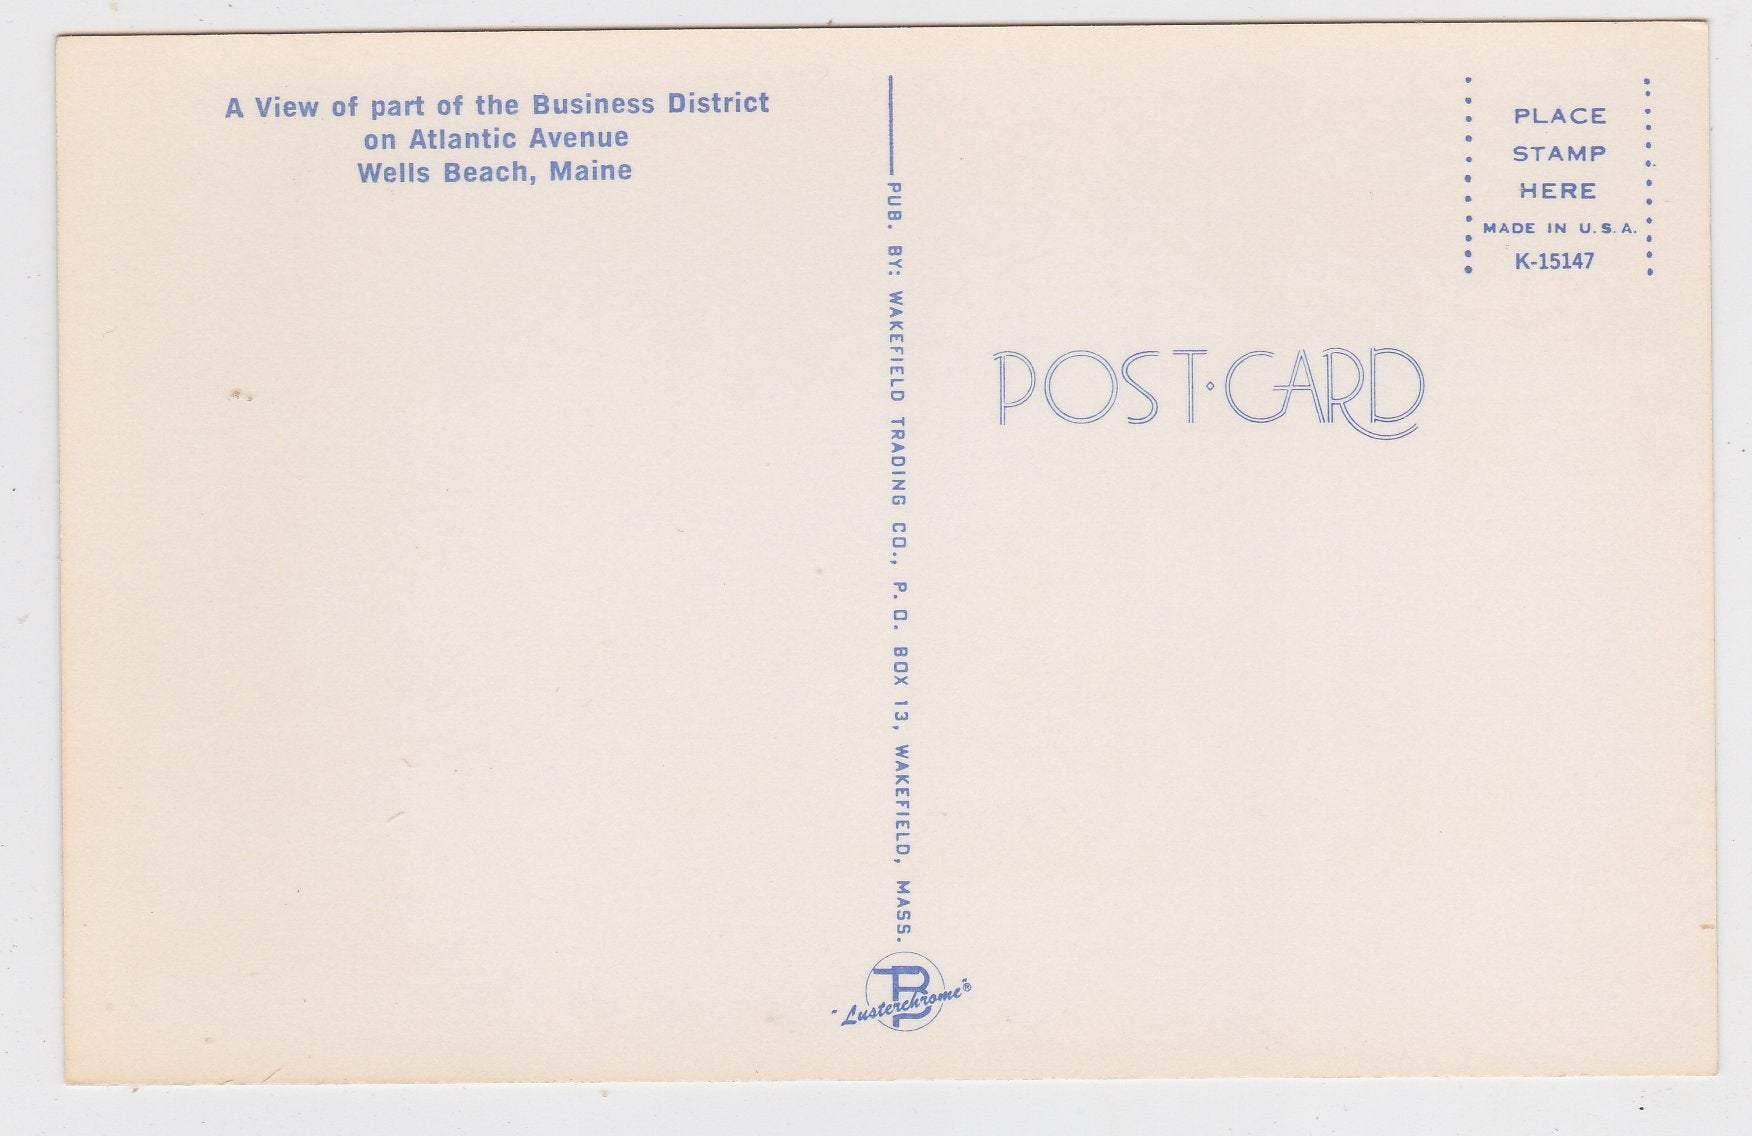 A View of part of the Business District
on Atlantic Avenue
Wells Beach, Maine
PUB. BY: WAKEFIELD TRADING CO., P. O. BOX 13, WAKEFIELD, MASS.
"Lusterchrome"®
PLACE
STAMP
HERE
MADE IN U.S.A.
K-15147
POST·CARD